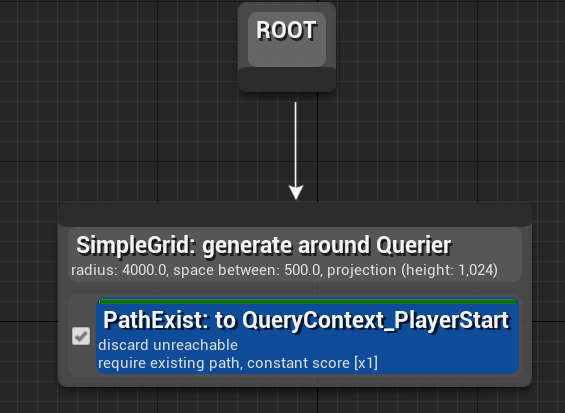 ROOT
SimpleGrid: generate around Querier
radius: 4000.0, space between: 500.0, projection (height: 1,024)
PathExist: to QueryContext_PlayerStart
discard unreachable
require existing path, constant score [x1]